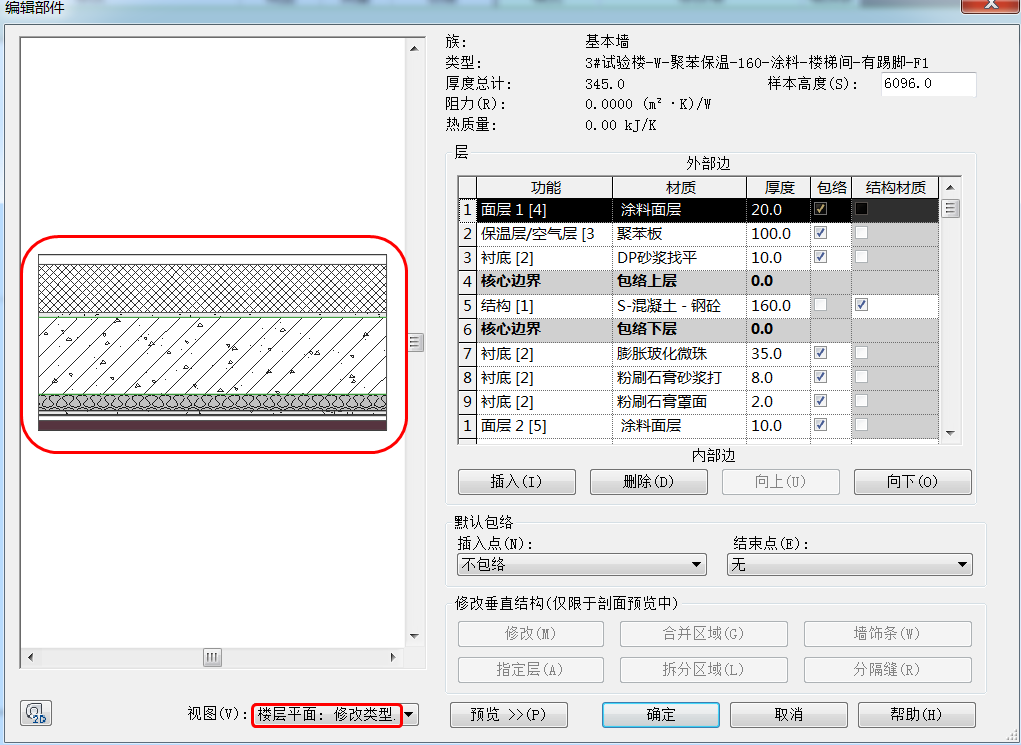 编辑部件
族: 基本墙
类型: 3#试验楼-W-聚苯保温-160-涂料-楼梯间-有踢脚-F1
厚度总计: 345.0 样本高度(S): 6096.0
阻力(R): 0.0000 (m²·K)/W
热质量: 0.00 kJ/K
层
外部边
功能 材质 厚度 包络 结构材质
1 面层 1 [4] 涂料面层 20.0
2 保温层/空气层 [3 聚苯板 100.0
3 衬底 [2] DP砂浆找平 10.0
4 核心边界 包络上层 0.0
5 结构 [1] S-混凝土 - 钢砼 160.0
6 核心边界 包络下层 0.0
7 衬底 [2] 膨胀玻化微珠 35.0
8 衬底 [2] 粉刷石膏砂浆打 8.0
9 衬底 [2] 粉刷石膏罩面 2.0
1 面层 2 [5] 涂料面层 10.0
内部边
插入(I) 删除(D) 向上(U) 向下(O)
默认包络
插入点(N): 结束点(E):
不包络 无
修改垂直结构(仅限于剖面预览中)
修改(M) 合并区域(G) 墙饰条(W)
指定层(A) 拆分区域(L) 分隔缝(R)
2D 视图(V): 楼层平面: 修改类型 预览 >>(P) 确定 取消 帮助(H)